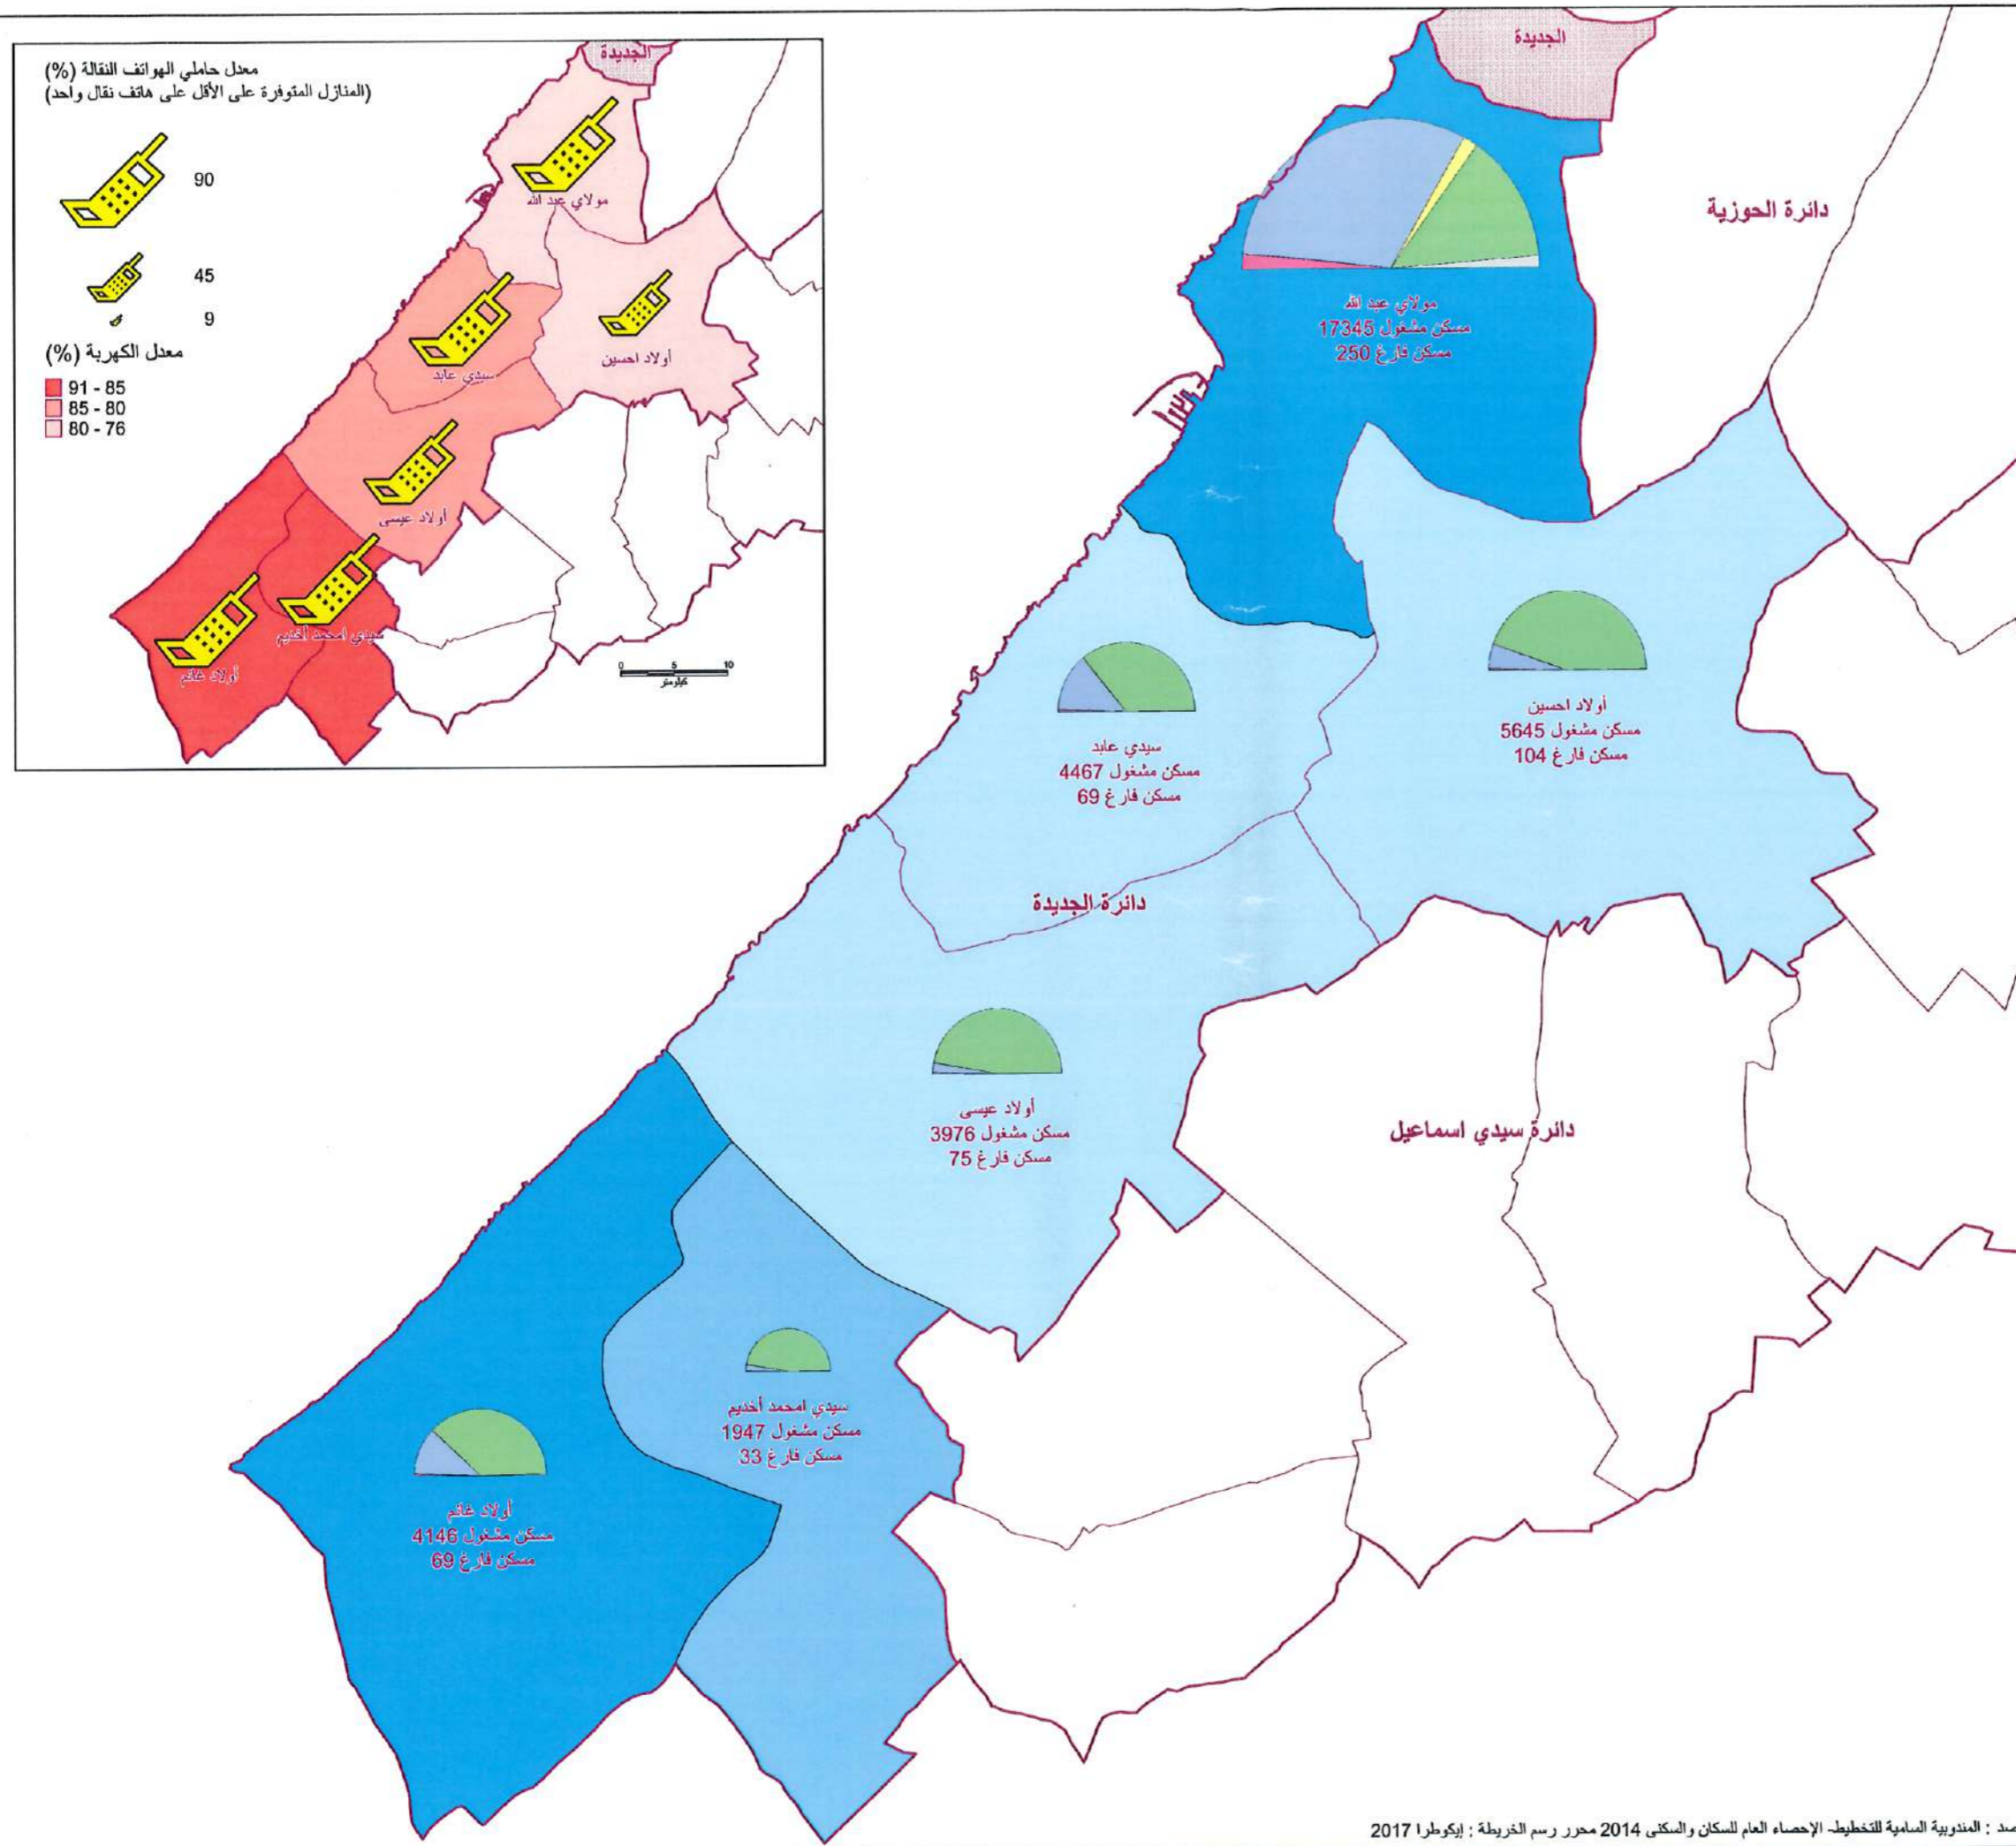 معدل حاملي الهواتف النقالة (%)
(المنازل المتوفرة على الأقل على هاتف نقال واحد)
90
45
9
معدل الكهربة (%)
91 - 85
85 - 80
80 - 76
الجديدة
مولاي عبد الله
أولاد احسين
سيدي عابد
أولاد عيسى
سيدي امحمد أخديم
أولاد غانم
0 5 10
كيلومتر
الجديدة
دائرة الحوزية
مولاي عبد الله
مسكن مشغول 17345
مسكن فارغ 250
أولاد احسين
مسكن مشغول 5645
مسكن فارغ 104
سيدي عابد
مسكن مشغول 4467
مسكن فارغ 69
دائرة الجديدة
أولاد عيسى
مسكن مشغول 3976
مسكن فارغ 75
دائرة سيدي اسماعيل
سيدي امحمد أخديم
مسكن مشغول 1947
مسكن فارغ 33
أولاد غانم
مسكن مشغول 4146
مسكن فارغ 69
: المندوبية السامية للتخطيط- الإحصاء العام للسكان والسكنى 2014 محرر رسم الخريطة : إيكوطرا 2017